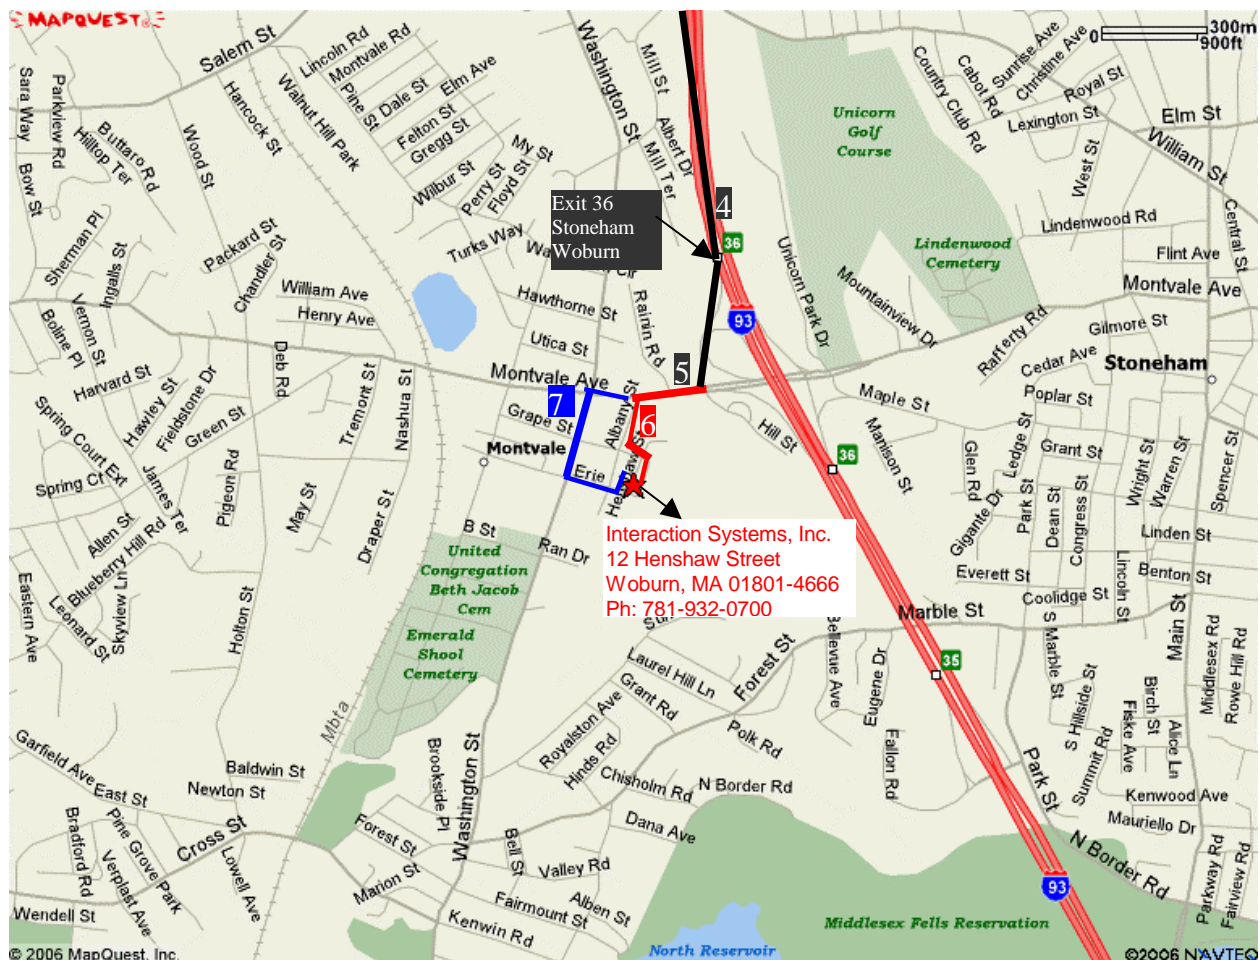 MAPQUEST
300m
0
900ft
Salem St
Lincoln Rd
Montvale Rd
Pine St
Dale St
Elm Ave
Felton St
Gregg St
Wilbur St
Perry St
Floyd St
My St
Turks Way
Walnut Hill Park
Hancock St
Wood St
Sara Way
Parkview Rd
Buttaro Rd
Hilltop Ter
Bow St
Sherman Pl
Ingalls St
Packard St
Chandler St
Washington St
Mill St
Albert Dr
Mill Ter
Unicorn
Golf
Course
Country Club Rd
Cabot Rd
Sunrise Ave
Christine Ave
Royal St
Lexington St
Elm St
William St
West St
Central St
Lindenwood Rd
Flint Ave
Montvale Ave
Lindenwood
Cemetery
Exit 36
Stoneham
Woburn
4
36
93
Unicorn Park Dr
Mountainview Dr
Rafferty Rd
Gilmore St
Cedar Ave
Stoneham
Poplar St
William Ave
Henry Ave
Hawthorne St
Utica St
Rainin Rd
Montvale Ave
5
6
7
Grape St
Albany St
Montvale
Erie
Vernon St
Boline Pl
Harvard St
Hawley St
Fieldstone Dr
Green St
Deb Rd
Tremont St
Nashua St
Spring Court Ext
Spring Ct
James Ter
Pigeon Rd
May St
Draper St
Allen St
Blueberry Hill Rd
Skyview Ln
Leonard St
Eastern Ave
Holton St
Hill St
Maple St
Manison St
36
Glen Rd
Gigante Dr
Ledge St
Park St
Grant St
Dean St
Congress St
Wright St
Warren St
Spencer St
Linden St
Lincoln St
Benton St
Everett St
Coolidge St
Marble St
Main St
Interaction Systems, Inc.
12 Henshaw Street
Woburn, MA 01801-4666
Ph: 781-932-0700
B St
Ran Dr
United
Congregation
Beth Jacob
Cem
Emerald
Shool
Cemetery
Mbta
Laurel Hill Ln
Forest St
Grant Rd
Polk Rd
Royalston Ave
Hinds Rd
Chisholm Rd
N Border Rd
Dana Ave
Bellevue Ave
Eugene Dr
Fallon Rd
35
S Marble St
S Hillside St
Summit Rd
Fiske Ave
Birch St
Alice Ln
Middlesex Rd
Rowe Hill Rd
Park St
Kenwood Ave
Mauriello Dr
N Border Rd
Parkway Rd
Fairview Rd
Garfield Ave
East St
Baldwin St
Newton St
Cross St
Bradford Rd
Pine Grove Park
Verplast Ave
Lowell Ave
Wendell St
Brookside Pl
Washington St
Forest St
Marion St
Bell St
Valley Rd
Alben St
Fairmount St
Kenwin Rd
93
Middlesex Fells Reservation
North Reservoir
© 2006 MapQuest, Inc.
©2006 NAVTEQ